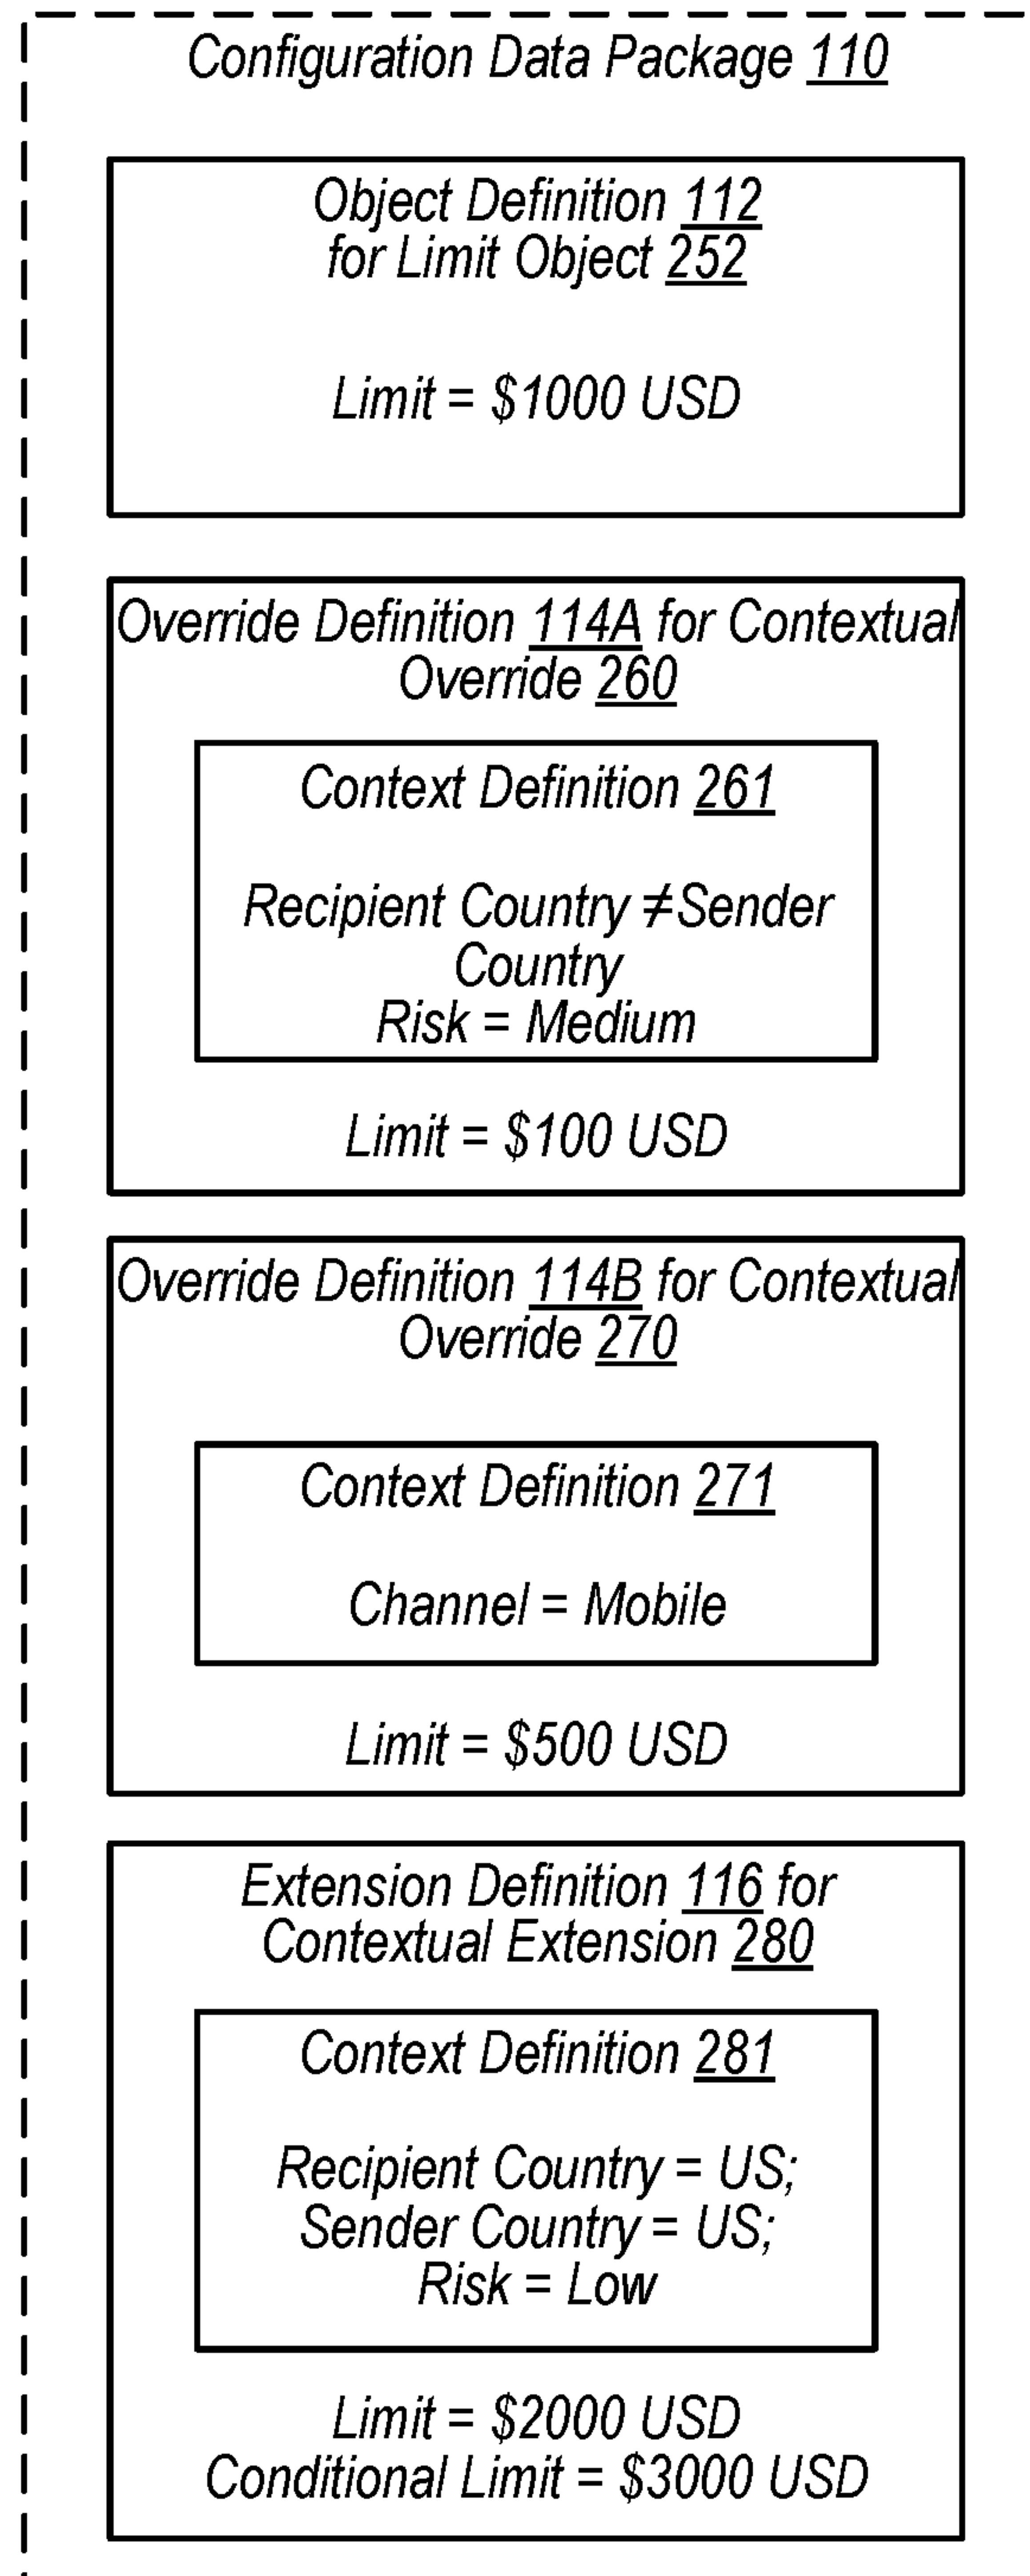 Configuration Data Package 110
Object Definition 112
for Limit Object 252
Limit = $1000 USD
Override Definition 114A for Contextual
Override 260
Context Definition 261
Recipient Country ≠Sender
Country
Risk = Medium
Limit = $100 USD
Override Definition 114B for Contextual
Override 270
Context Definition 271
Channel = Mobile
Limit = $500 USD
Extension Definition 116 for
Contextual Extension 280
Context Definition 281
Recipient Country = US;
Sender Country = US;
Risk = Low
Limit = $2000 USD
Conditional Limit = $3000 USD